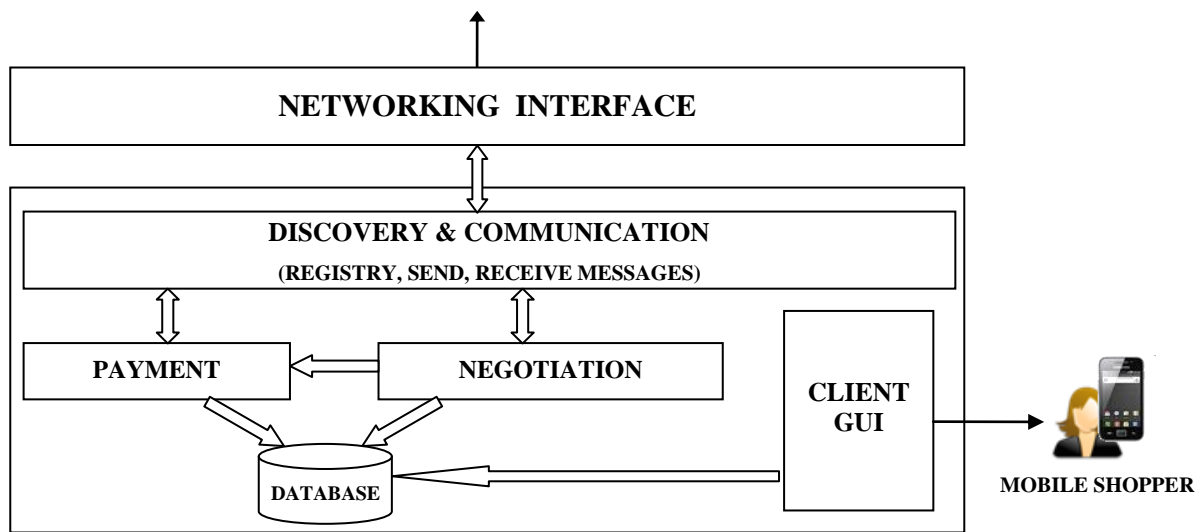 NETWORKING INTERFACE
DISCOVERY & COMMUNICATION
(REGISTRY, SEND, RECEIVE MESSAGES)
PAYMENT
NEGOTIATION
CLIENT
GUI
DATABASE
MOBILE SHOPPER